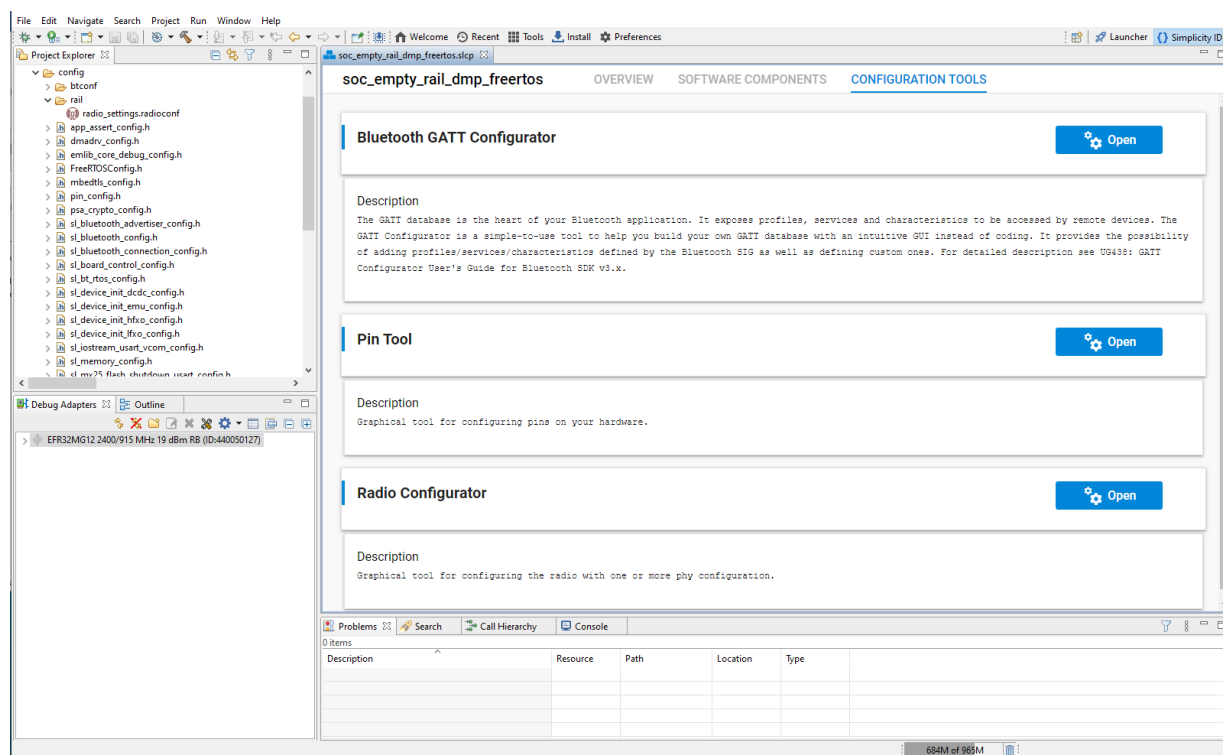 File Edit Navigate Search Project Run Window Help
Welcome Recent Tools Install Preferences
Launcher Simplicity ID
Project Explorer
config
btconf
rail
radio_settings.radioconf
app_assert_config.h
dmadrv_config.h
emlib_core_debug_config.h
FreeRTOSConfig.h
mbedtls_config.h
pin_config.h
psa_crypto_config.h
sl_bluetooth_advertiser_config.h
sl_bluetooth_config.h
sl_bluetooth_connection_config.h
sl_board_control_config.h
sl_bt_rtos_config.h
sl_device_init_dcdc_config.h
sl_device_init_emu_config.h
sl_device_init_hfxo_config.h
sl_device_init_lfxo_config.h
sl_iostream_usart_vcom_config.h
sl_memory_config.h
sl_mx25_flash_shutdown_usart_config.h
Debug Adapters Outline
EFR32MG12 2400/915 MHz 19 dBm RB (ID:440050127)
soc_empty_rail_dmp_freertos.slcp
soc_empty_rail_dmp_freertos OVERVIEW SOFTWARE COMPONENTS CONFIGURATION TOOLS
Bluetooth GATT Configurator
Open
Description
The GATT database is the heart of your Bluetooth application. It exposes profiles, services and characteristics to be accessed by remote devices. The
GATT Configurator is a simple-to-use tool to help you build your own GATT database with an intuitive GUI instead of coding. It provides the possibility
of adding profiles/services/characteristics defined by the Bluetooth SIG as well as defining custom ones. For detailed description see UG438: GATT
Configurator User's Guide for Bluetooth SDK v3.x.
Pin Tool
Open
Description
Graphical tool for configuring pins on your hardware.
Radio Configurator
Open
Description
Graphical tool for configuring the radio with one or more phy configuration.
Problems Search Call Hierarchy Console
0 items
Description Resource Path Location Type
684M of 965M